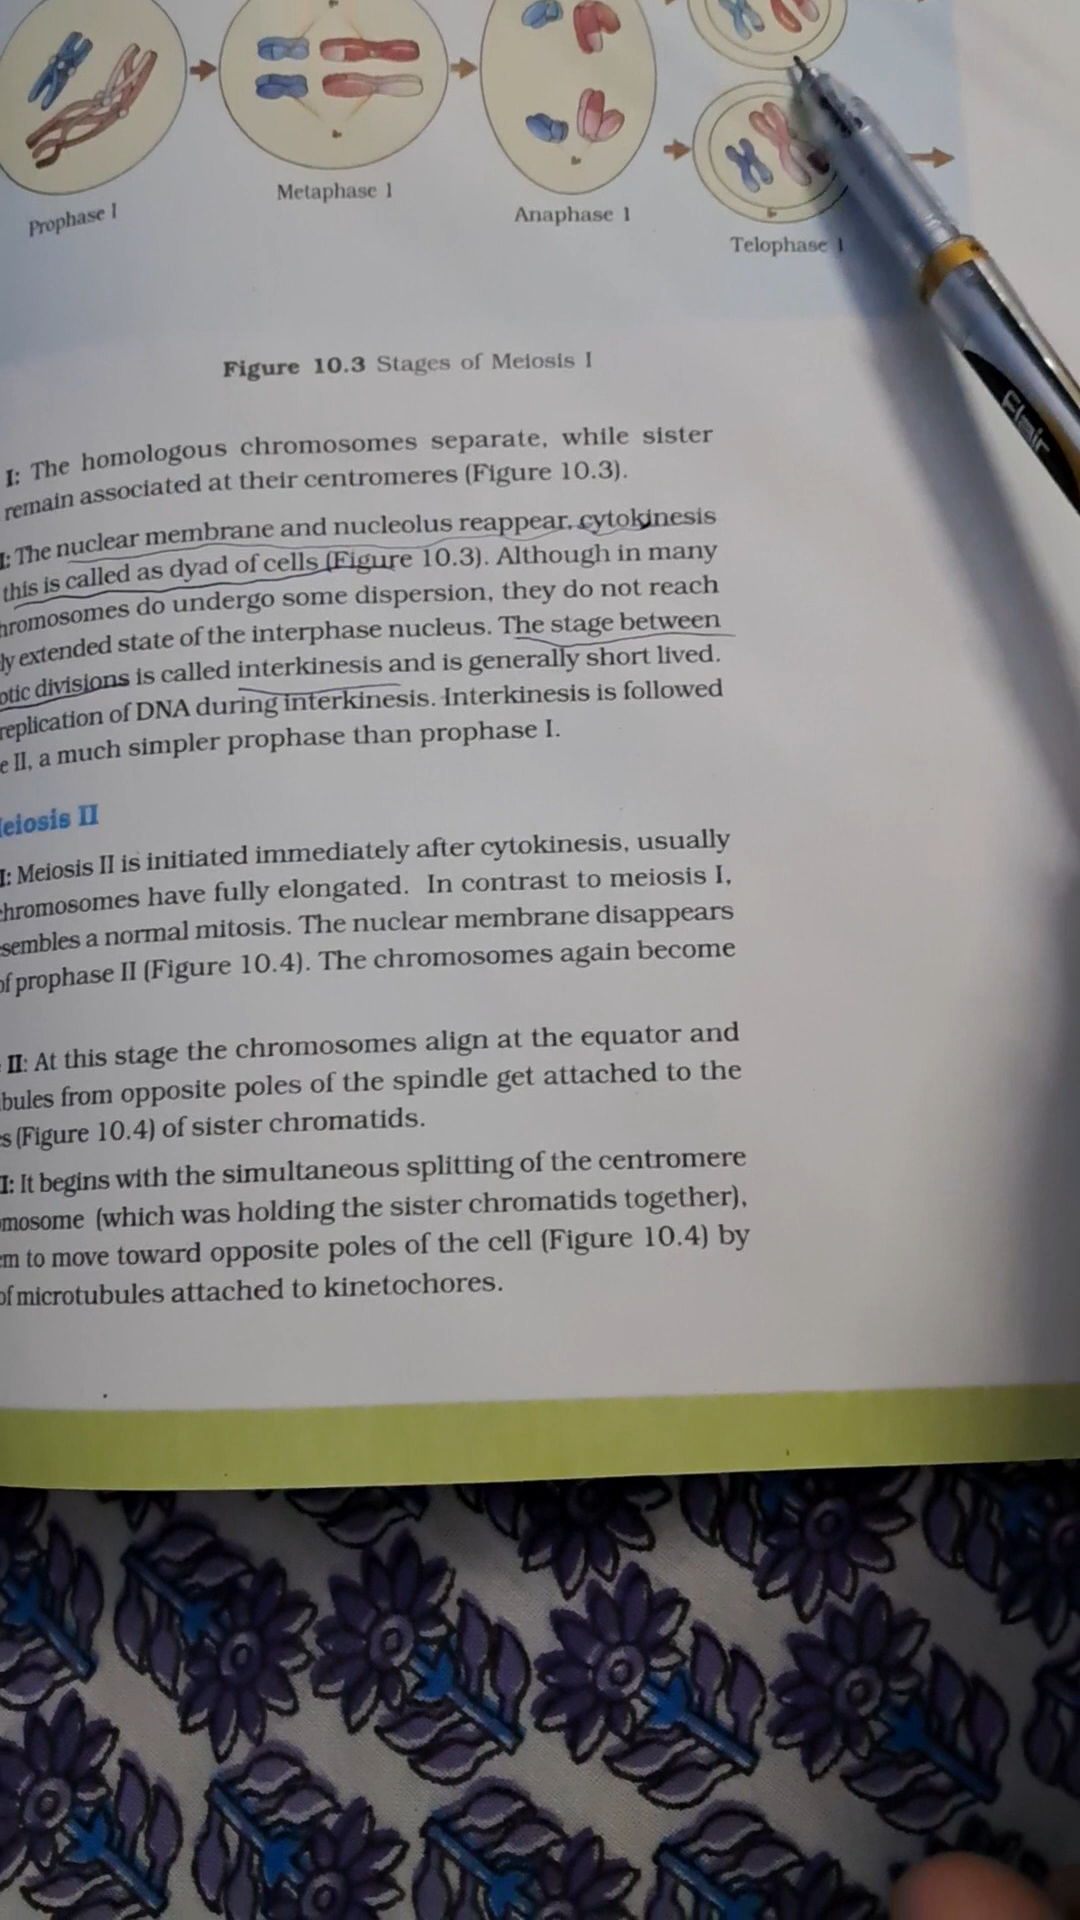 Prophase I
Metaphase 1
Anaphase 1
Telophase 1
Figure 10.3 Stages of Meiosis I
I: The homologous chromosomes separate, while sister
remain associated at their centromeres (Figure 10.3).
I: The nuclear membrane and nucleolus reappear, cytokinesis
this is called as dyad of cells (Figure 10.3). Although in many
hromosomes do undergo some dispersion, they do not reach
ly extended state of the interphase nucleus. The stage between
otic divisions is called interkinesis and is generally short lived.
replication of DNA during interkinesis. Interkinesis is followed
e II, a much simpler prophase than prophase I.
eiosis II
I: Meiosis II is initiated immediately after cytokinesis, usually
chromosomes have fully elongated. In contrast to meiosis I,
sembles a normal mitosis. The nuclear membrane disappears
of prophase II (Figure 10.4). The chromosomes again become
II: At this stage the chromosomes align at the equator and
bules from opposite poles of the spindle get attached to the
s (Figure 10.4) of sister chromatids.
I: It begins with the simultaneous splitting of the centromere
mosome (which was holding the sister chromatids together),
em to move toward opposite poles of the cell (Figure 10.4) by
of microtubules attached to kinetochores.